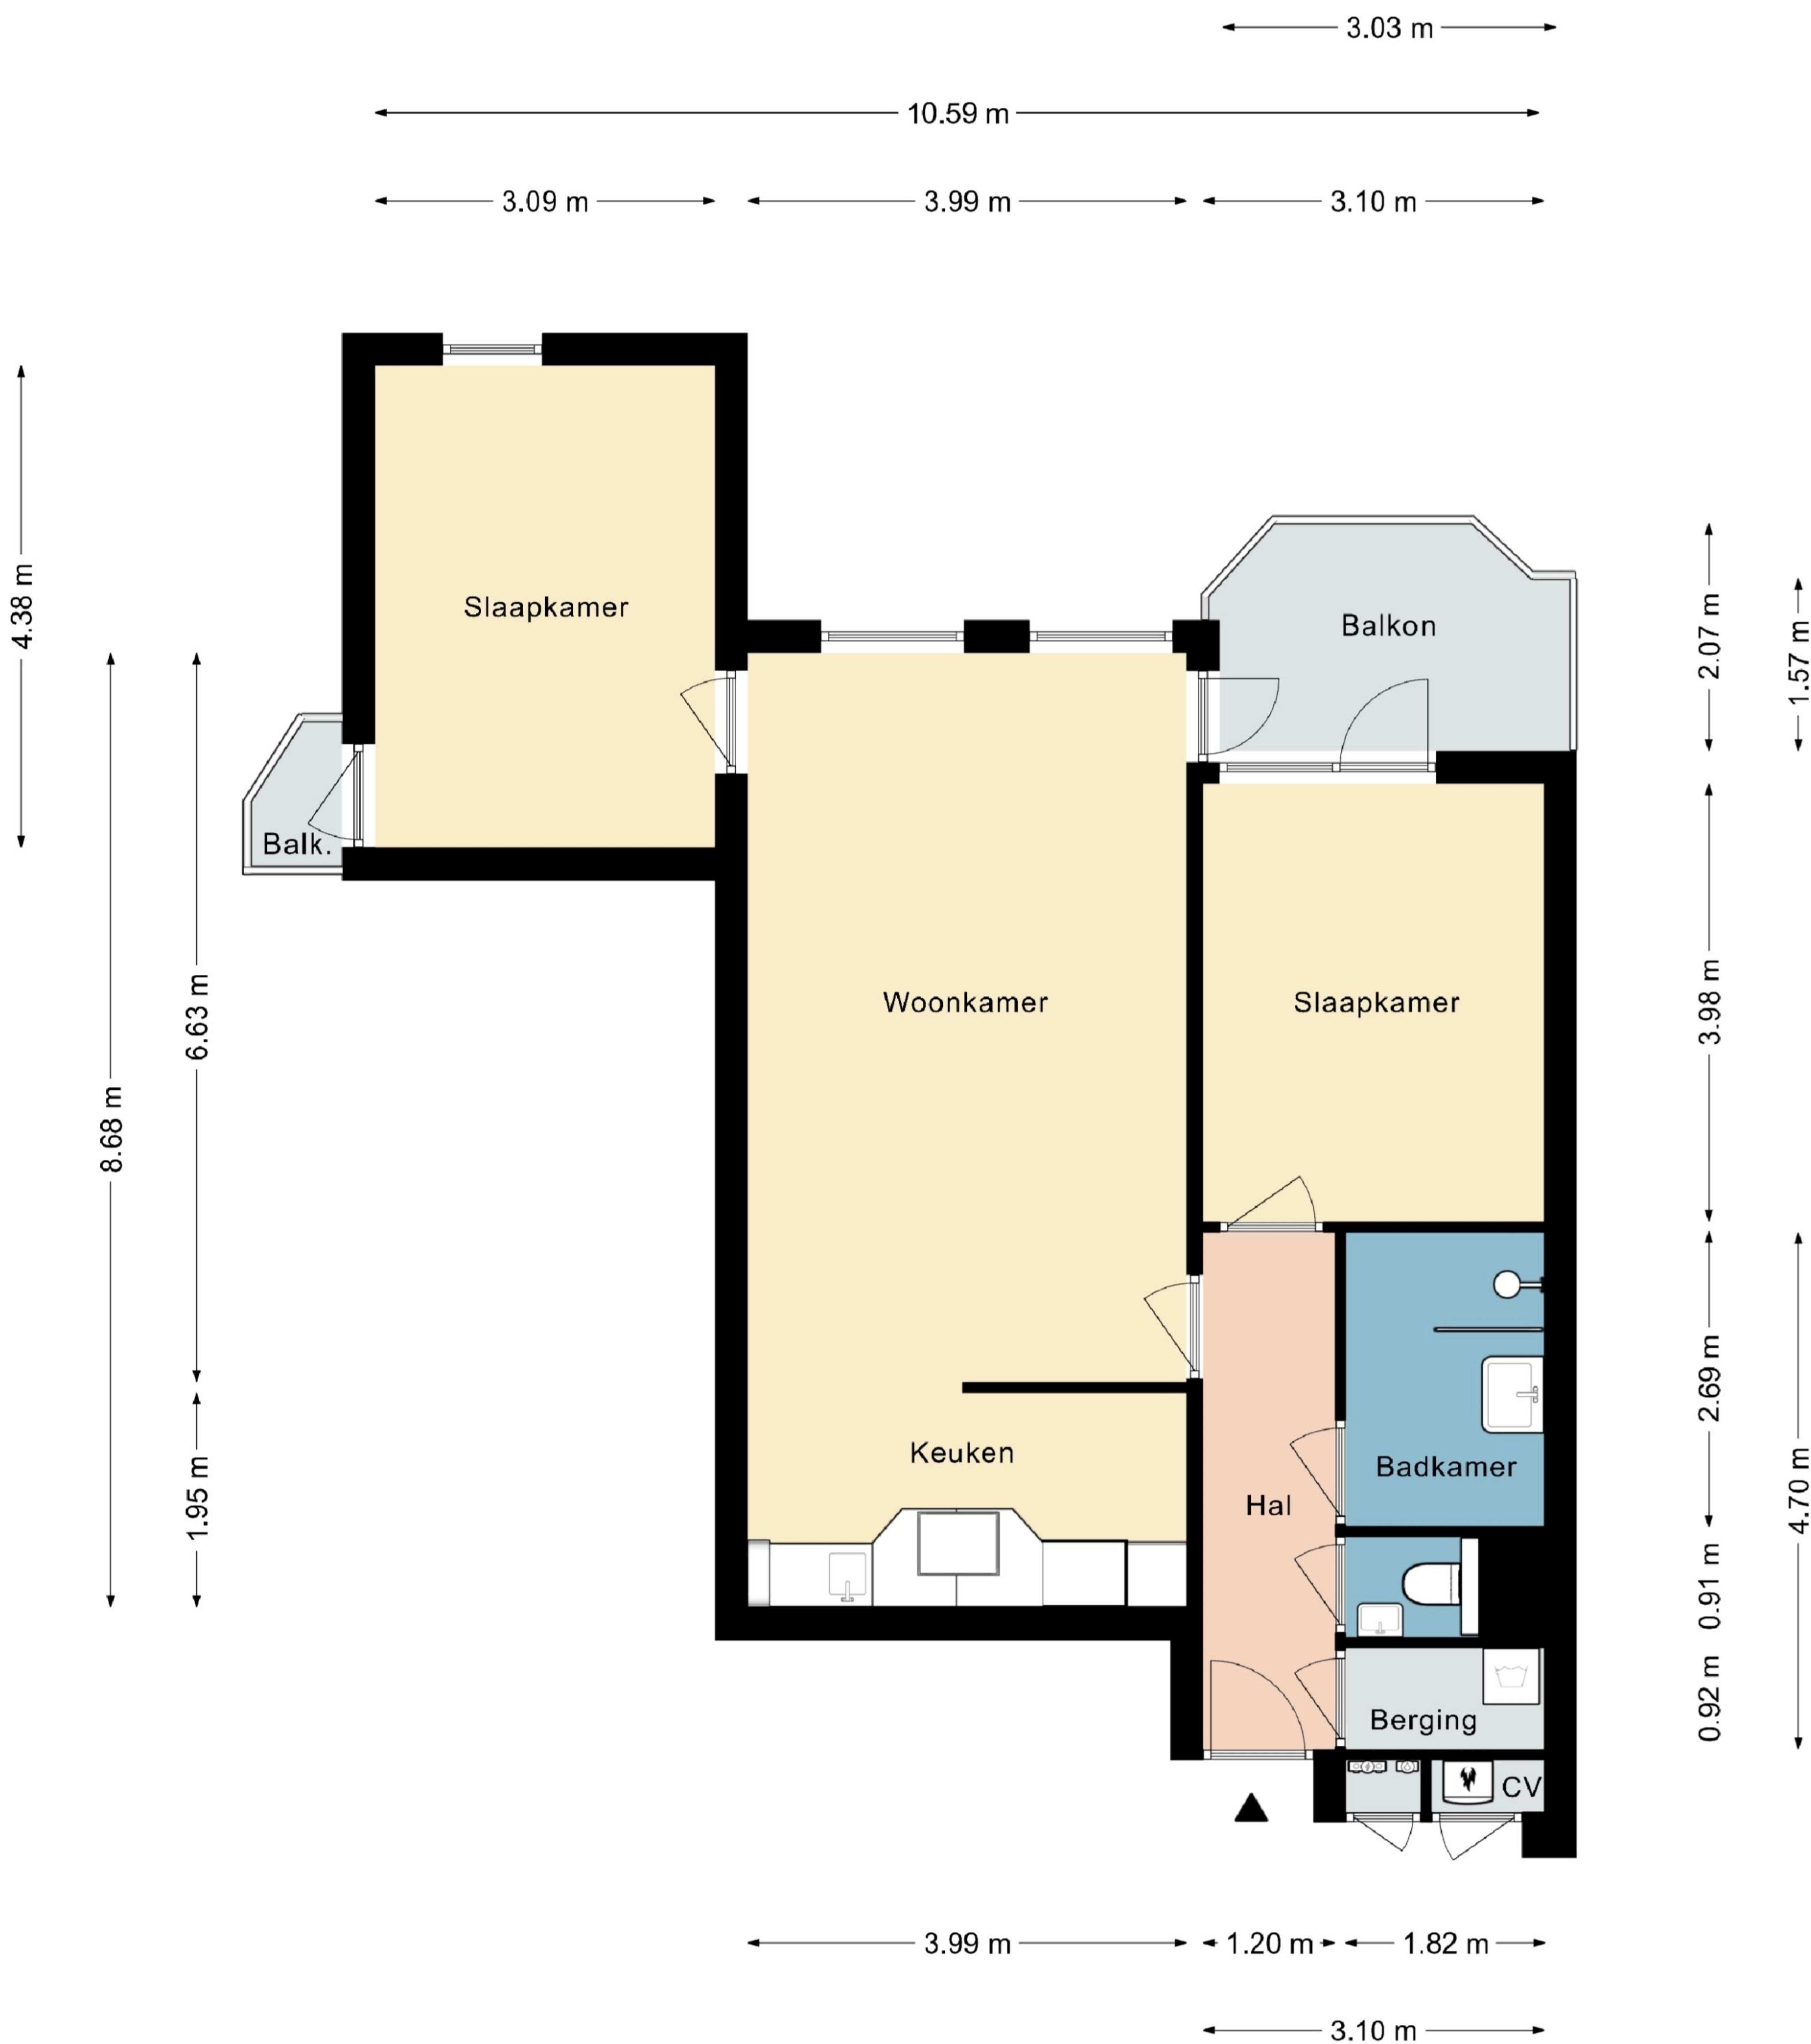 3.03 m
10.59 m
3.09 m
3.99 m
3.10 m
4.38 m
8.68 m
6.63 m
1.95 m
Slaapkamer
Balk.
Balkon
2.07 m
1.57 m
Woonkamer
Slaapkamer
3.98 m
Keuken
Hal
Badkamer
2.69 m
0.91 m
0.92 m
4.70 m
Berging
CV
3.99 m
1.20 m
1.82 m
3.10 m